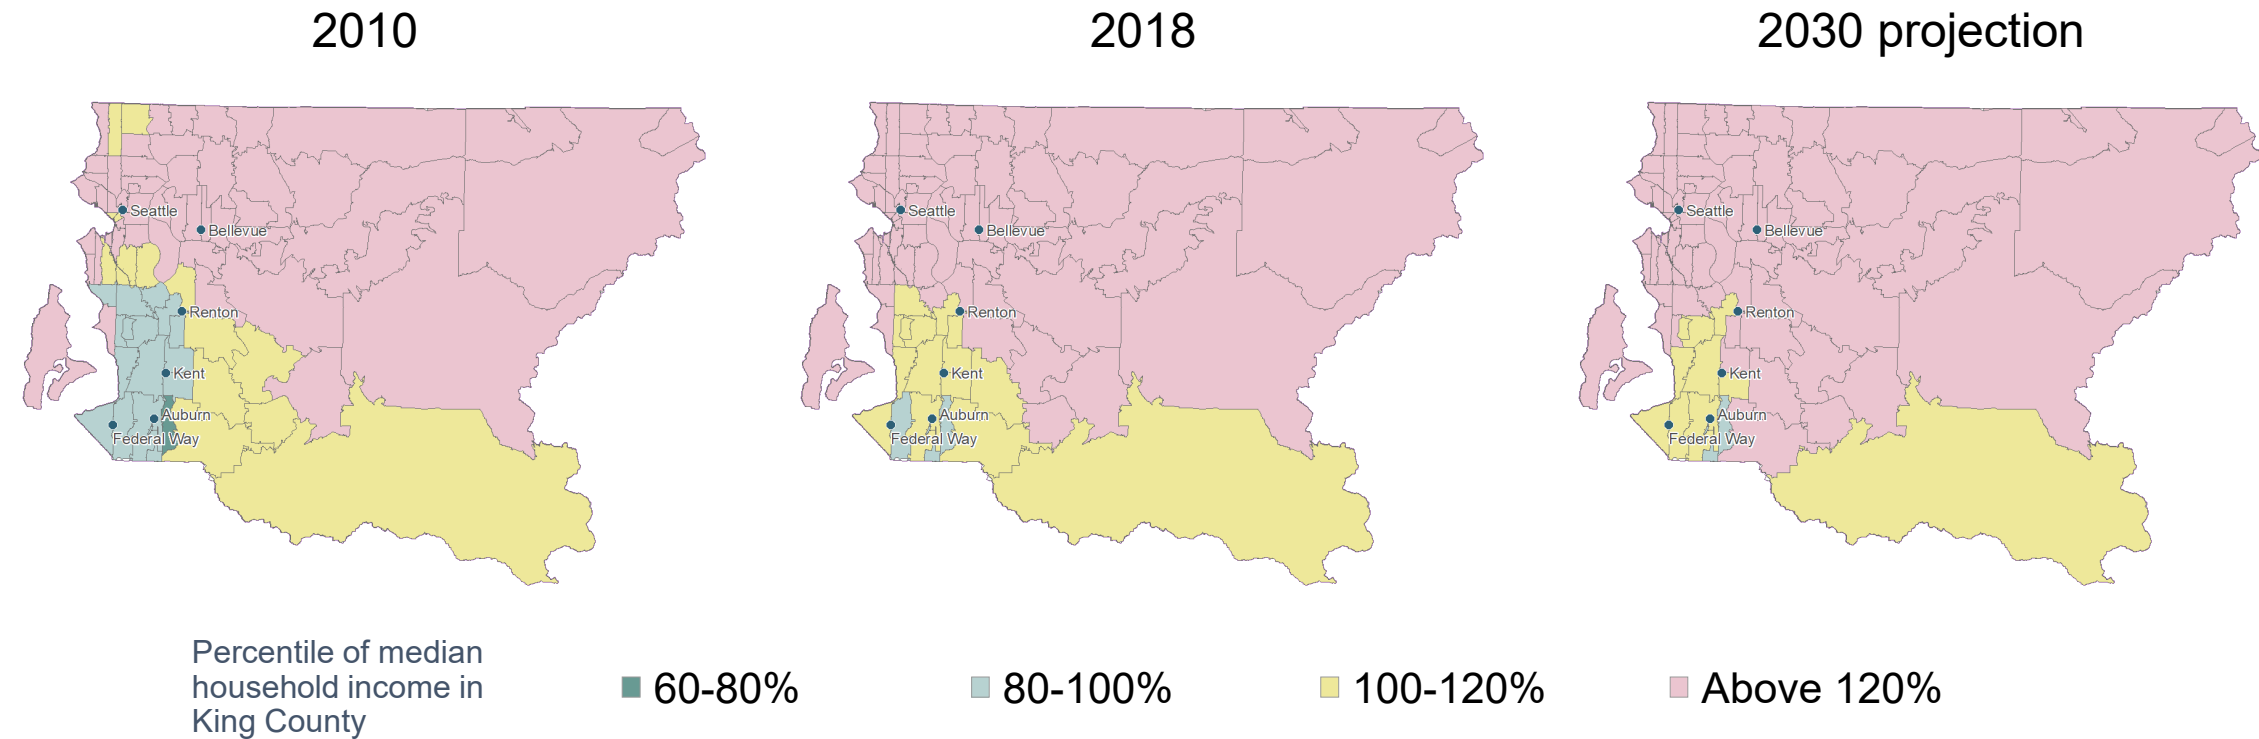 2010
2018
2030 projection
Seattle
Bellevue
Renton
Kent
Auburn
Federal Way
Seattle
Bellevue
Renton
Kent
Auburn
Federal Way
Seattle
Bellevue
Renton
Kent
Auburn
Federal Way
Percentile of median
household income in
King County
60-80%
80-100%
100-120%
Above 120%